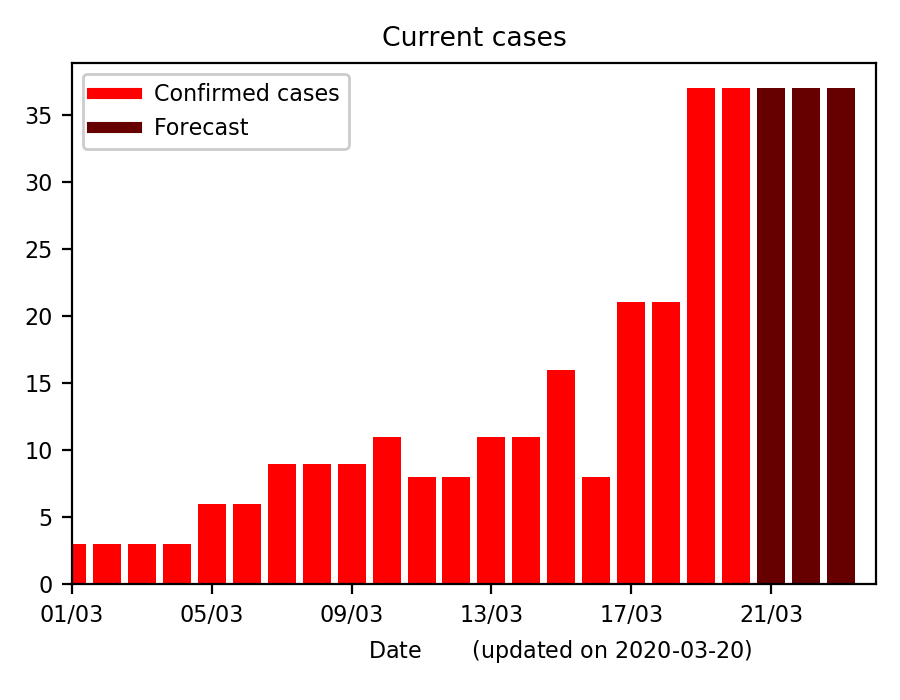 Current cases
Confirmed cases
Forecast
35
30
25
20
15
10
5
0
01/03 05/03 09/03 13/03 17/03 21/03
Date (updated on 2020-03-20)